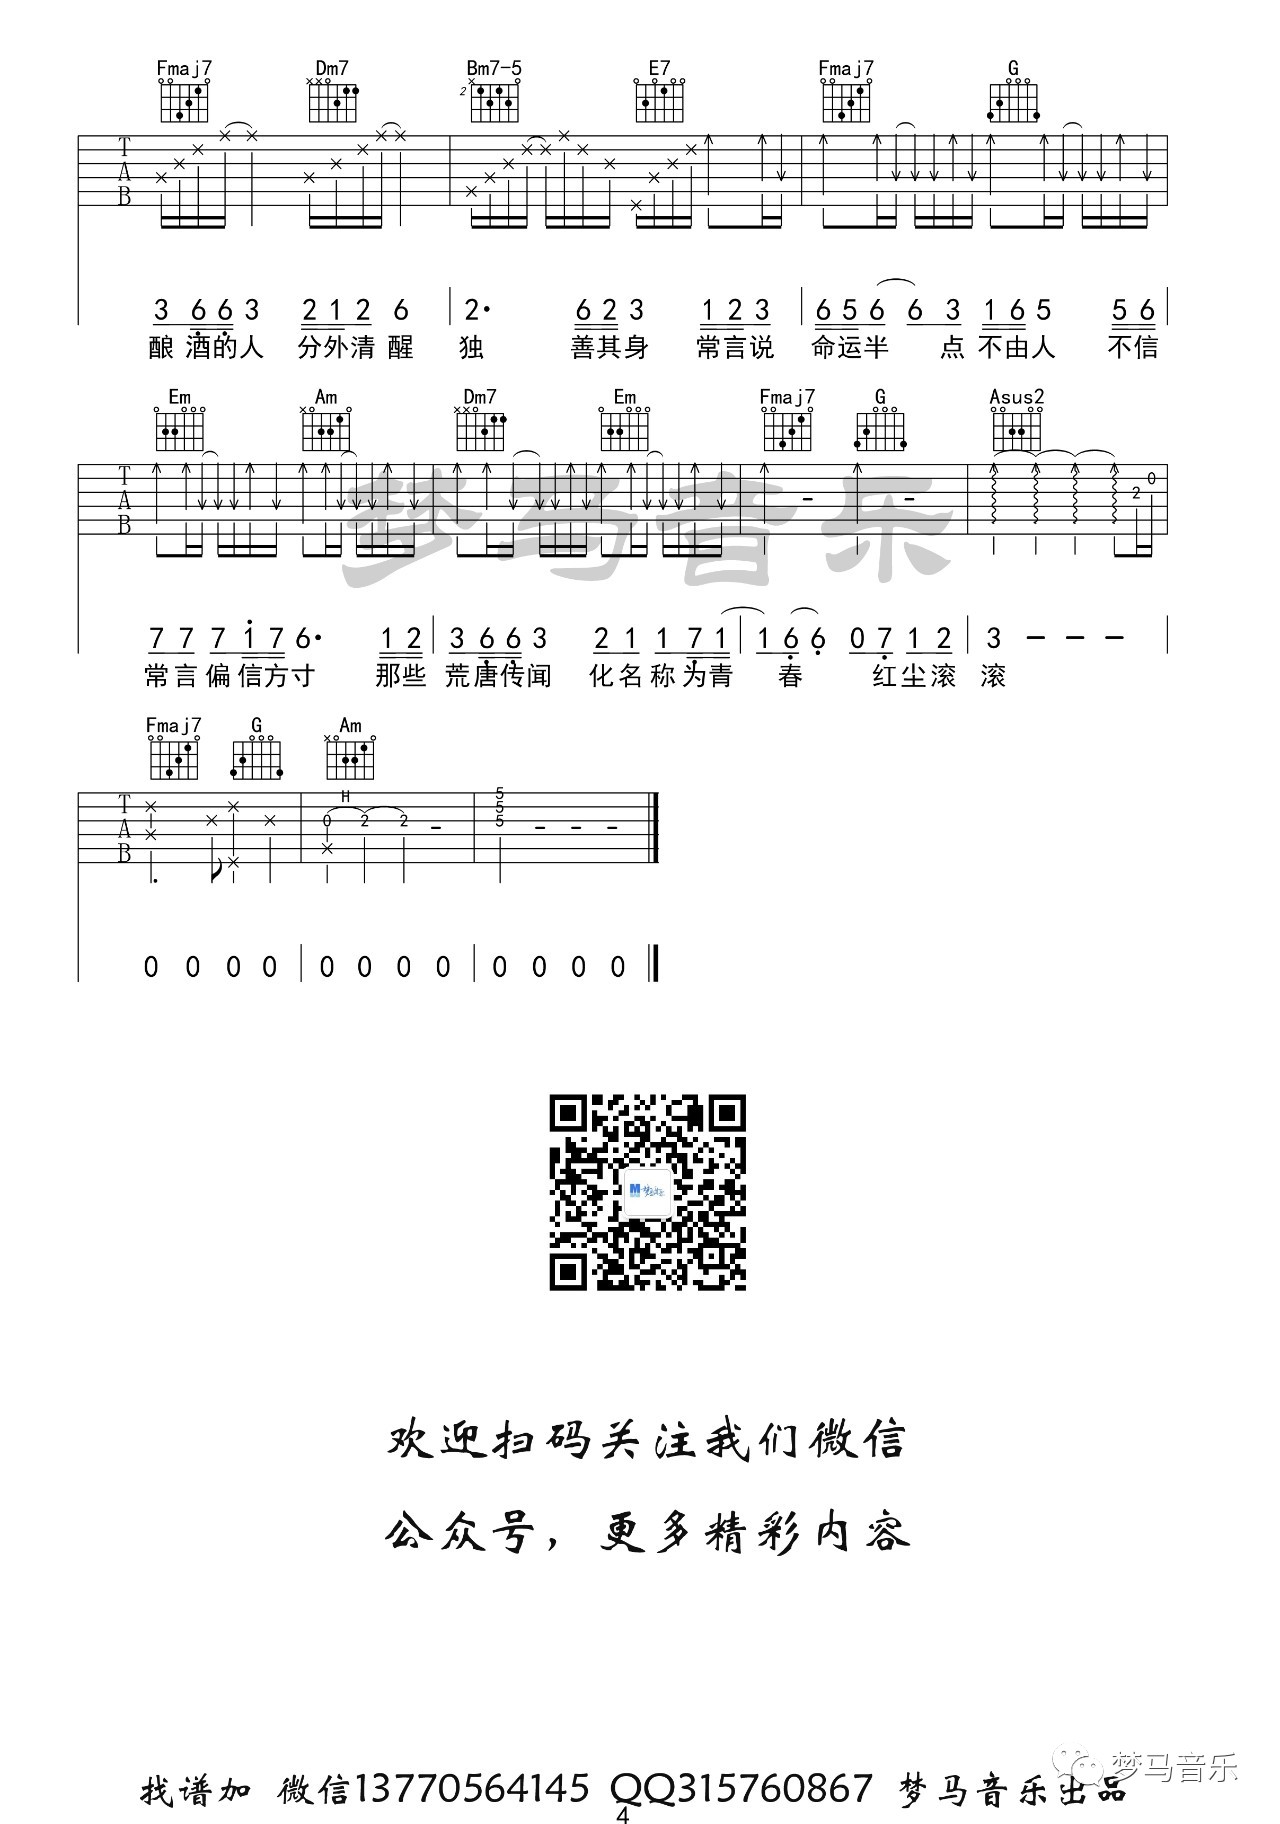 Fmaj7 Dm7 Bm7-5 E7 Fmaj7 G
2
T
A
B
3 6 6 3 2 1 2 6 2· 6 2 3 1 2 3 6 5 6 6 3 1 6 5 5 6
酿酒的人 分外清醒 独 善其身 常言说 命运半 点不由人 不信
Em Am Dm7 Em Fmaj7 G Asus2
T
A
B
2 0
梦马音乐
7 7 7 1 7 6· 1 2 3 6 6 3 2 1 1 7 1 1 6 6 0 7 1 2 3 — — —
常言偏信方寸 那些荒唐传闻 化名称为青 春 红尘滚滚
Fmaj7 G Am
T
A
B
H
0 2 2 - 5 5 5 - - -
0 0 0 0 0 0 0 0 0 0 0 0
欢迎扫码关注我们微信
公众号，更多精彩内容
梦马音乐
找谱加 微信13770564145 QQ315760867 梦马音乐出品
4